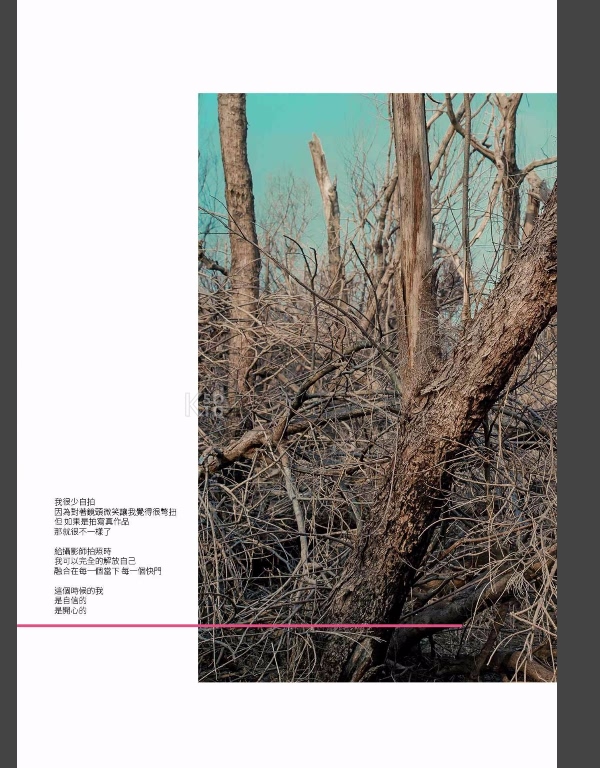 我很少自拍
因為對著鏡頭微笑讓我覺得很彆扭
但 如果是拍寫真作品
那就很不一樣了
給攝影師拍照時
我可以完全的解放自己
融合在每一個當下 每一個快門
這個時候的我
是自信的
是開心的